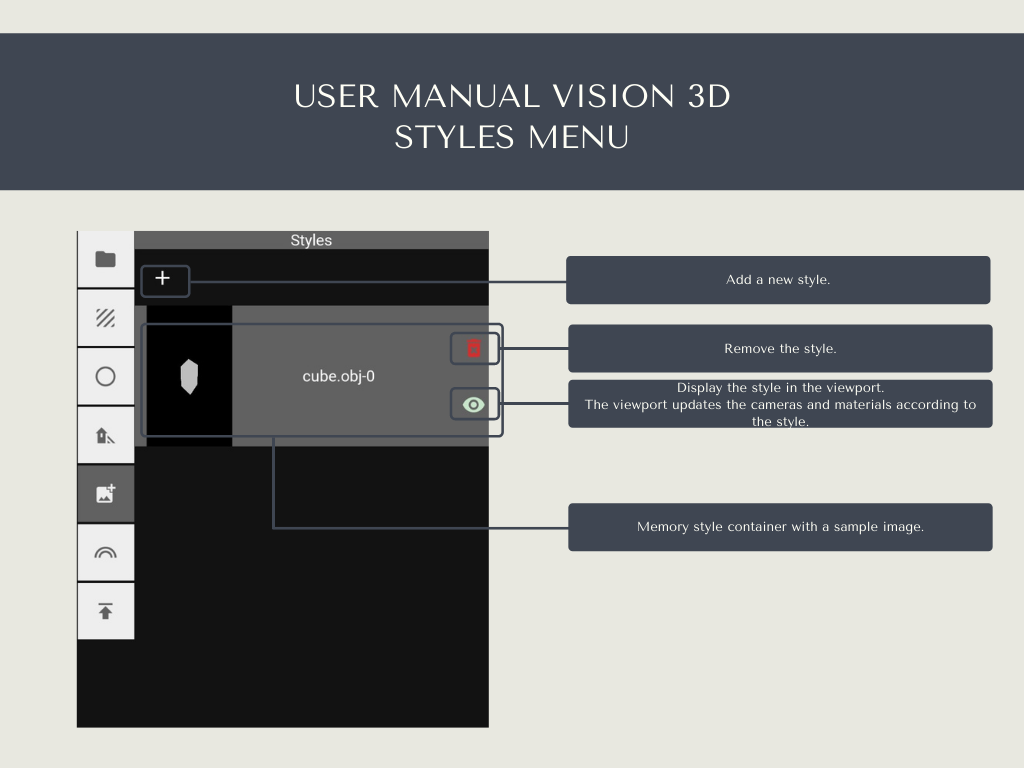 USER MANUAL VISION 3D
STYLES MENU
Styles
+
Add a new style.
Remove the style.
cube.obj-0
Display the style in the viewport.
The viewport updates the cameras and materials according to
the style.
Memory style container with a sample image.